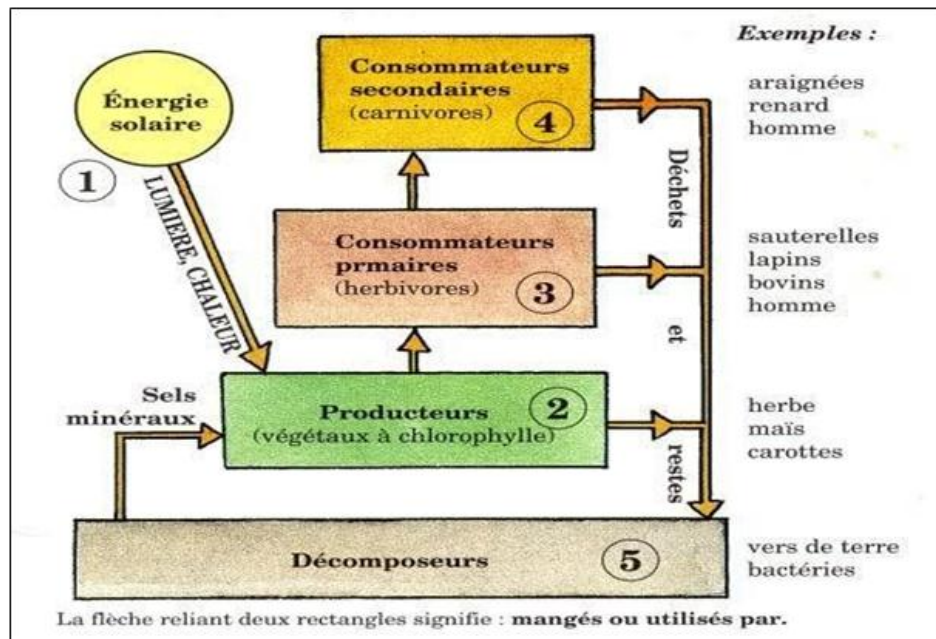 Exemples :
Énergie
solaire
1
LUMIERE, CHALEUR
Consommateurs
secondaires
(carnivores)
4
araignées
renard
homme
Déchets
et
restes
Consommateurs
prmaires
(herbivores)
3
sauterelles
lapins
bovins
homme
Sels
minéraux
Producteurs
(végétaux à chlorophylle)
2
herbe
maïs
carottes
Décomposeurs
5
vers de terre
bactéries
La flèche reliant deux rectangles signifie : mangés ou utilisés par.